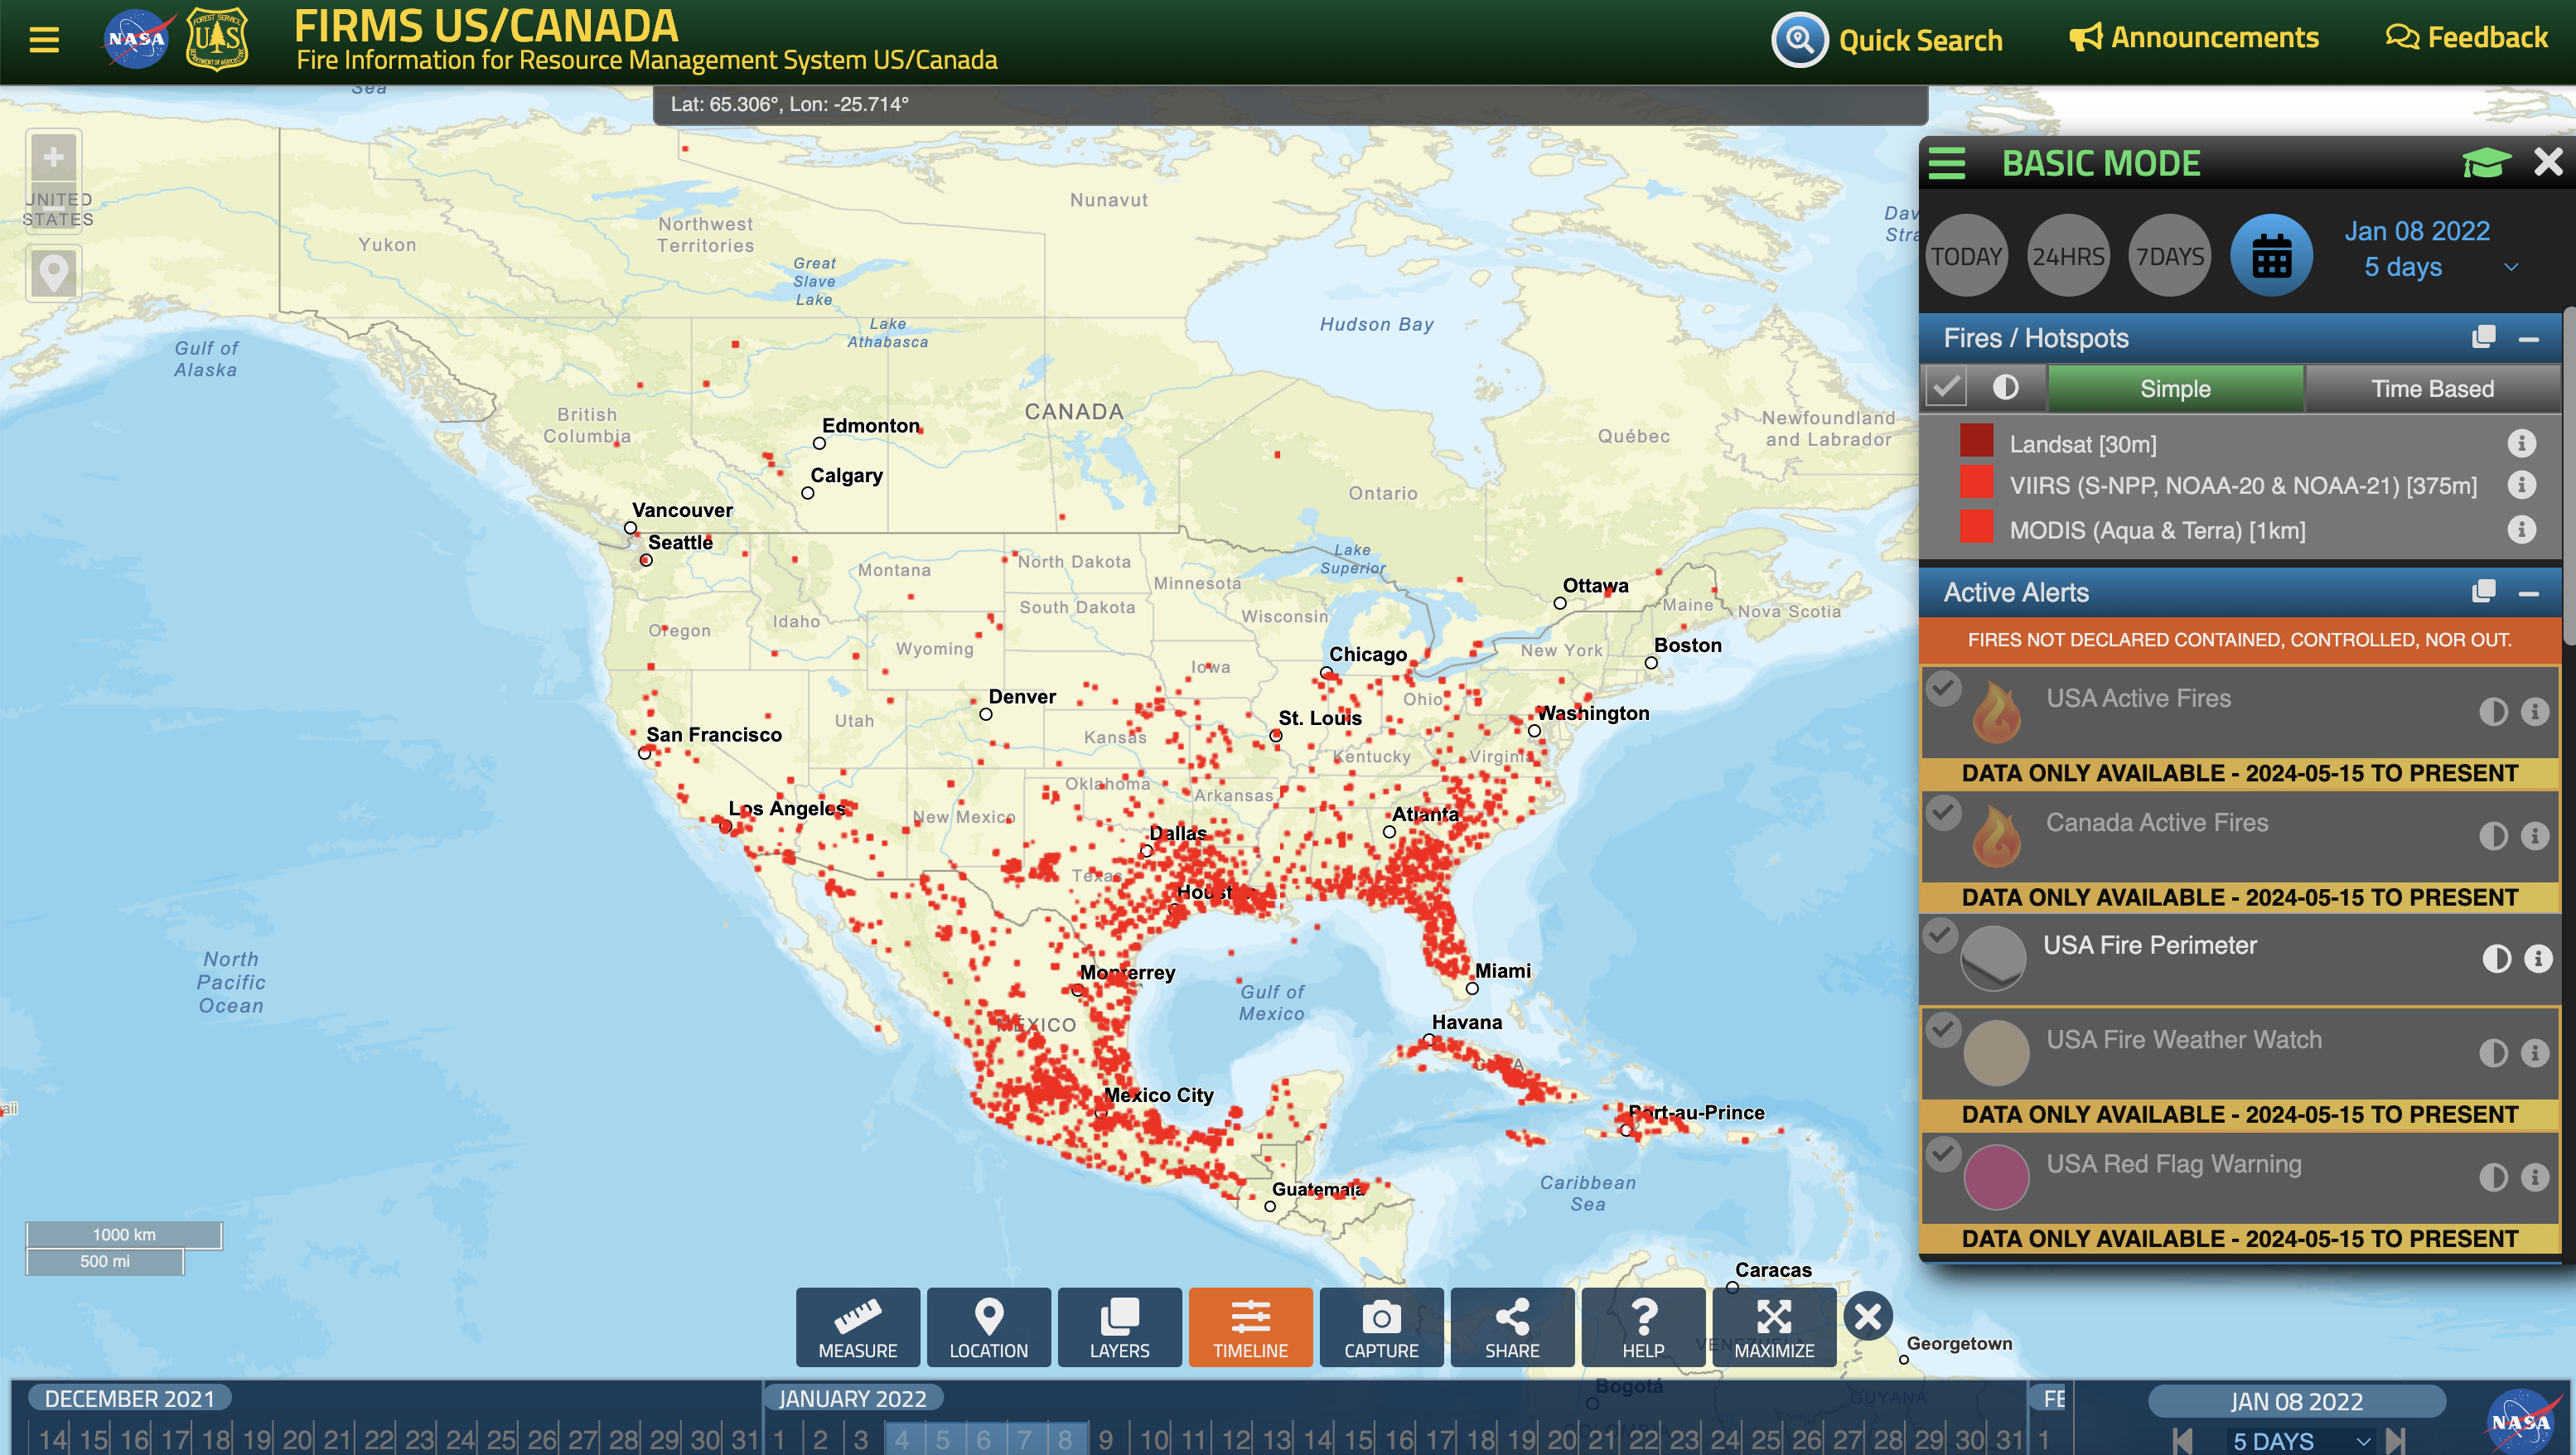 NASA
FOREST SERVICE
U S
DEPARTMENT OF AGRICULTURE
FIRMS US/CANADA
Fire Information for Resource Management System US/Canada
Quick Search
Announcements
Feedback
Sea
Lat: 65.306°, Lon: -25.714°
+
UNITED
STATES
Yukon
Northwest
Territories
Nunavut
Great
Slave
Lake
Lake
Athabasca
Hudson Bay
Gulf of
Alaska
British
Columbia
CANADA
Edmonton
Calgary
Québec
Newfoundland
and Labrador
Ontario
Vancouver
Seattle
Montana
North Dakota
Minnesota
Lake
Superior
Ottawa
Maine
Nova Scotia
South Dakota
Wisconsin
Oregon
Idaho
Wyoming
Iowa
Chicago
New York
Boston
Denver
Utah
Kansas
St. Louis
Ohio
Washington
San Francisco
Kentucky
Virginia
Oklahoma
Arkansas
Los Angeles
New Mexico
Atlanta
Dallas
Texas
Houston
Monterrey
Miami
Gulf of
Mexico
Havana
MÉXICO
CUBA
North
Pacific
Ocean
Mexico City
Port-au-Prince
Guatemala
Caribbean
Sea
aii
Caracas
Georgetown
VENEZUELA
Bogotá
GUYANA
COLOMBIA
Dav
Stra
1000 km
500 mi
BASIC MODE
TODAY
24HRS
7DAYS
Jan 08 2022
5 days
Fires / Hotspots
Simple
Time Based
Landsat [30m]
VIIRS (S-NPP, NOAA-20 & NOAA-21) [375m]
MODIS (Aqua & Terra) [1km]
Active Alerts
FIRES NOT DECLARED CONTAINED, CONTROLLED, NOR OUT.
USA Active Fires
DATA ONLY AVAILABLE - 2024-05-15 TO PRESENT
Canada Active Fires
DATA ONLY AVAILABLE - 2024-05-15 TO PRESENT
USA Fire Perimeter
USA Fire Weather Watch
DATA ONLY AVAILABLE - 2024-05-15 TO PRESENT
USA Red Flag Warning
DATA ONLY AVAILABLE - 2024-05-15 TO PRESENT
MEASURE
LOCATION
LAYERS
TIMELINE
CAPTURE
SHARE
HELP
MAXIMIZE
DECEMBER 2021
JANUARY 2022
FE
14 15 16 17 18 19 20 21 22 23 24 25 26 27 28 29 30 31 1 2 3 4 5 6 7 8 9 10 11 12 13 14 15 16 17 18 19 20 21 22 23 24 25 26 27 28 29 30 31 1
JAN 08 2022
5 DAYS
NASA